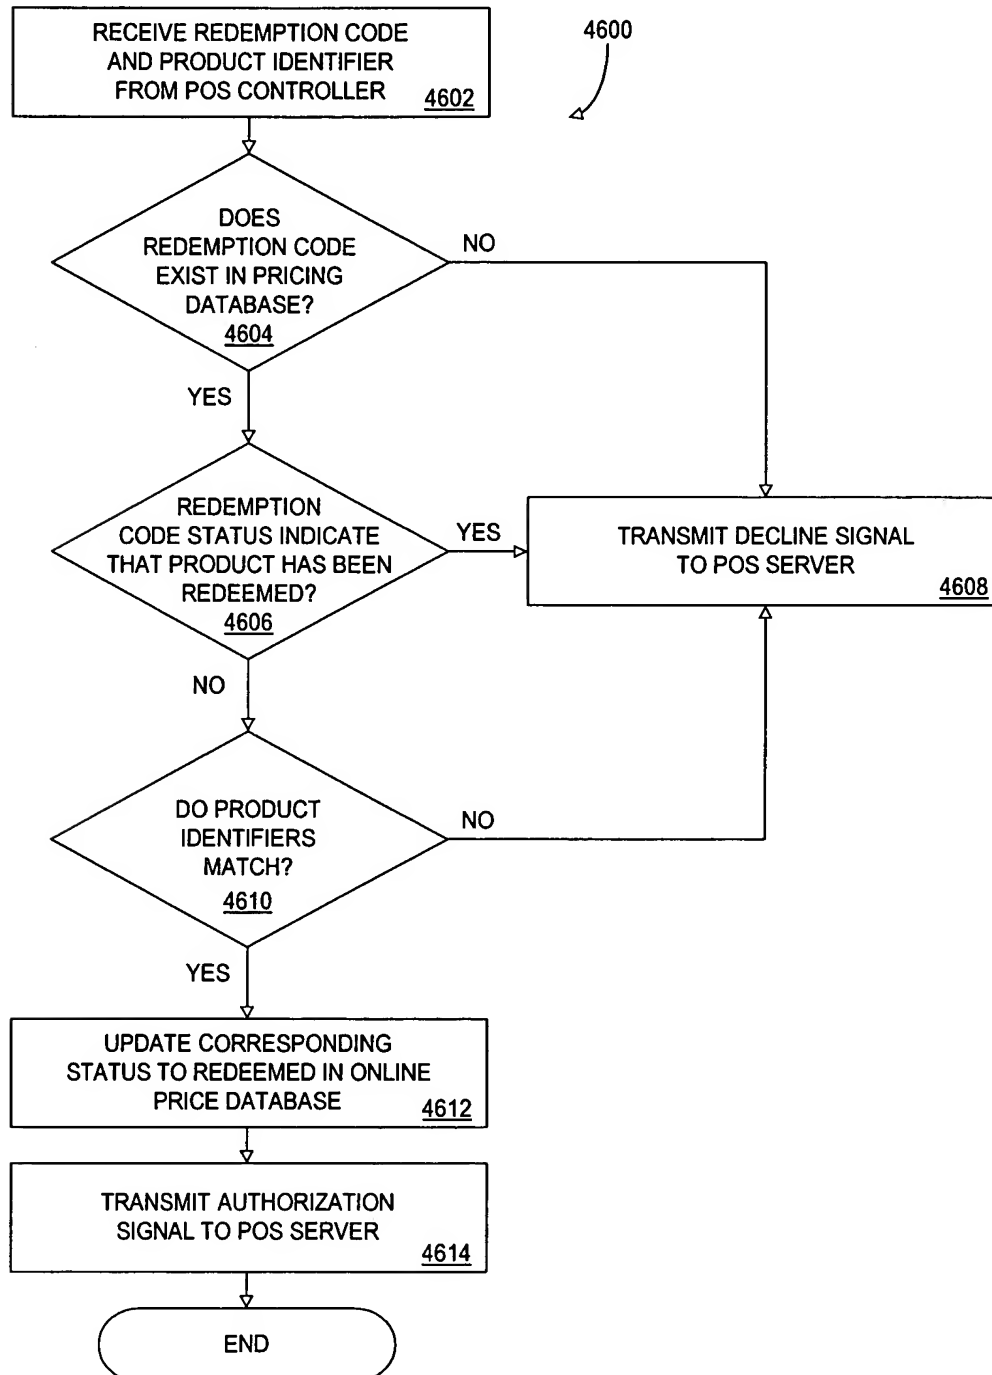 RECEIVE REDEMPTION CODE
AND PRODUCT IDENTIFIER
FROM POS CONTROLLER
4602
4600
DOES
REDEMPTION CODE
EXIST IN PRICING
DATABASE?
4604
NO
YES
REDEMPTION
CODE STATUS INDICATE
THAT PRODUCT HAS BEEN
REDEEMED?
4606
YES
TRANSMIT DECLINE SIGNAL
TO POS SERVER
4608
NO
DO PRODUCT
IDENTIFIERS
MATCH?
4610
NO
YES
UPDATE CORRESPONDING
STATUS TO REDEEMED IN ONLINE
PRICE DATABASE
4612
TRANSMIT AUTHORIZATION
SIGNAL TO POS SERVER
4614
END